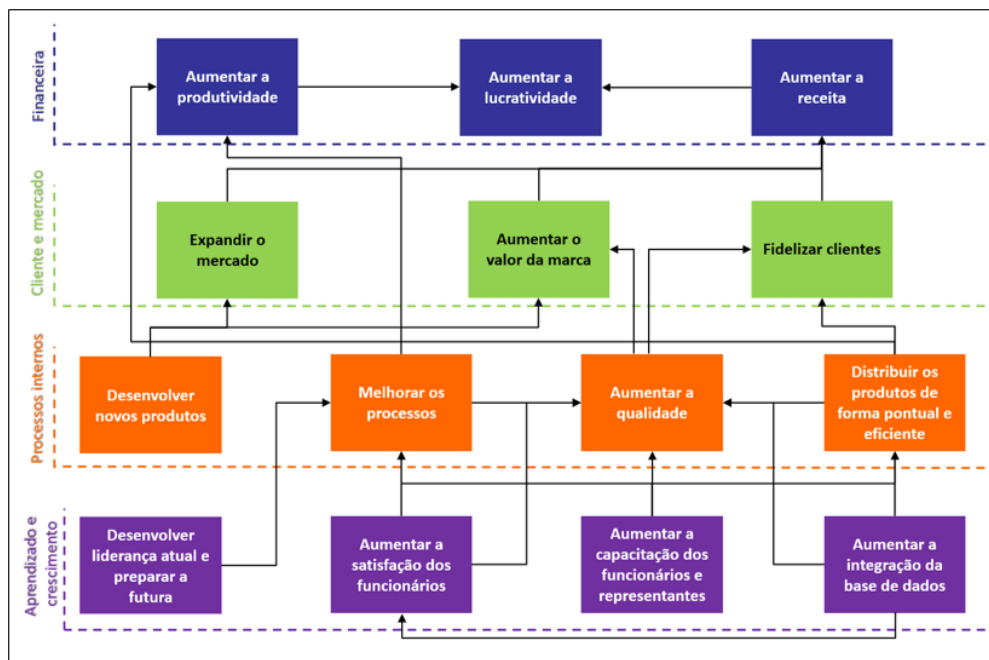 Financeira
Aumentar a
produtividade
Aumentar a
lucratividade
Aumentar a
receita
Cliente e mercado
Expandir o
mercado
Aumentar o
valor da marca
Fidelizar clientes
Processos internos
Desenvolver
novos produtos
Melhorar os
processos
Aumentar a
qualidade
Distribuir os
produtos de
forma pontual e
eficiente
Aprendizado e
crescimento
Desenvolver
liderança atual e
preparar a
futura
Aumentar a
satisfação dos
funcionários
Aumentar a
capacitação dos
funcionários e
representantes
Aumentar a
integração da
base de dados